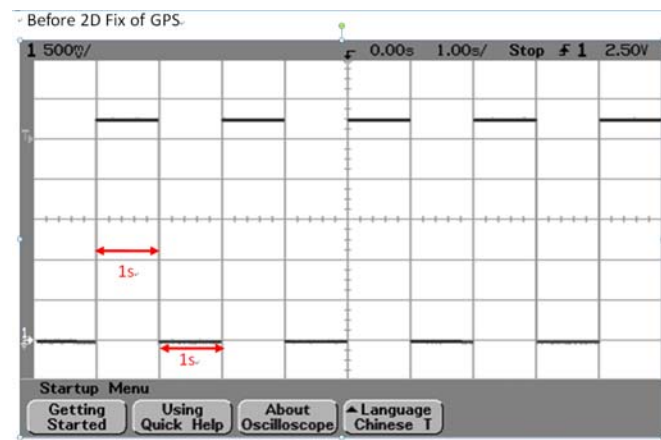 Before 2D Fix of GPS
1 500mV/ 0.00s 1.00s/ Stop 1 2.50V
1s
1s
Startup Menu
Getting Started
Using Quick Help
About Oscilloscope
Language Chinese T